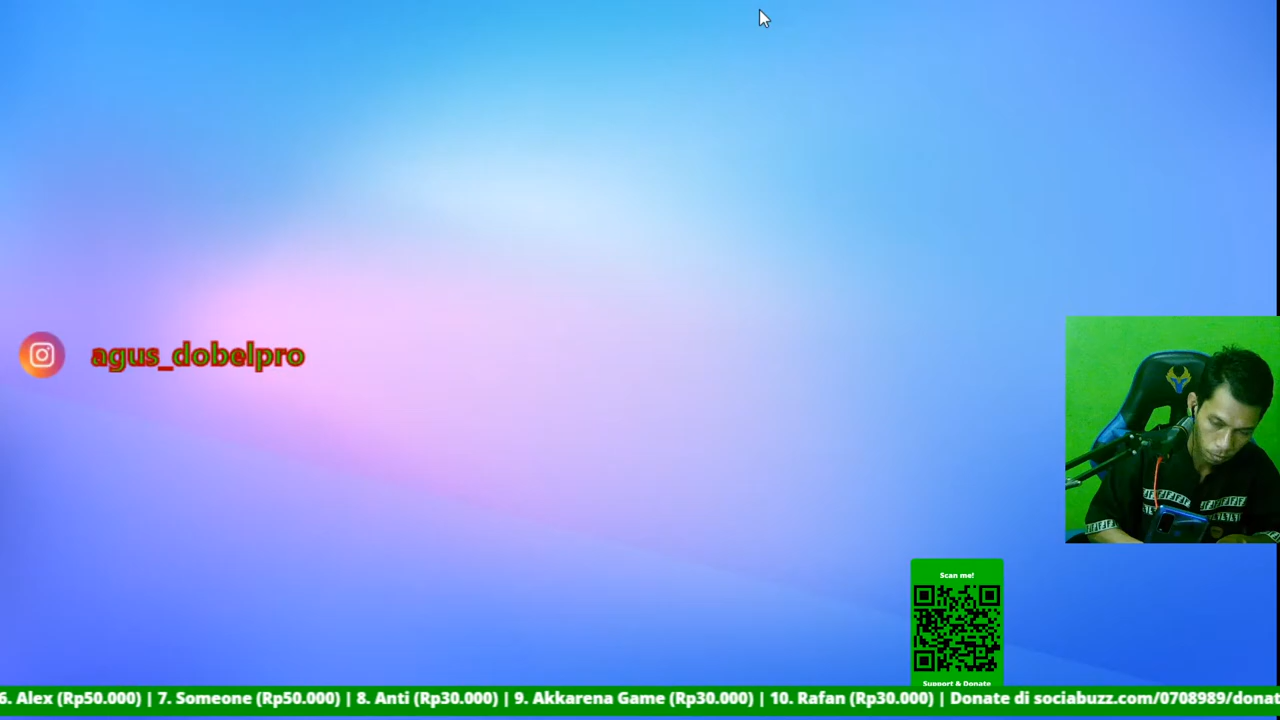 agus_dobelpro
Scan me!
Support & Donate
6. Alex (Rp50.000) | 7. Someone (Rp50.000) | 8. Anti (Rp30.000) | 9. Akkarena Game (Rp30.000) | 10. Rafan (Rp30.000) | Donate di sociabuzz.com/0708989/donat